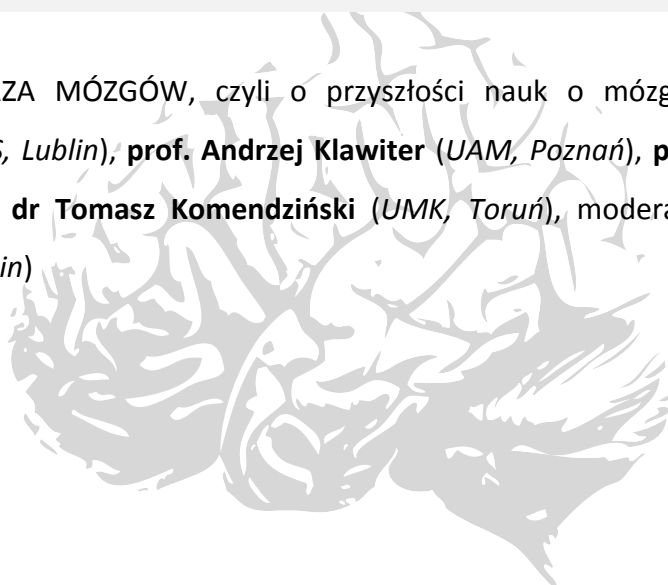 ZA MÓZGÓW, czyli o przyszłości nauk o mózg
, Lublin), prof. Andrzej Klawiter (UAM, Poznań), p
dr Tomasz Komendziński (UMK, Toruń), modera
in)